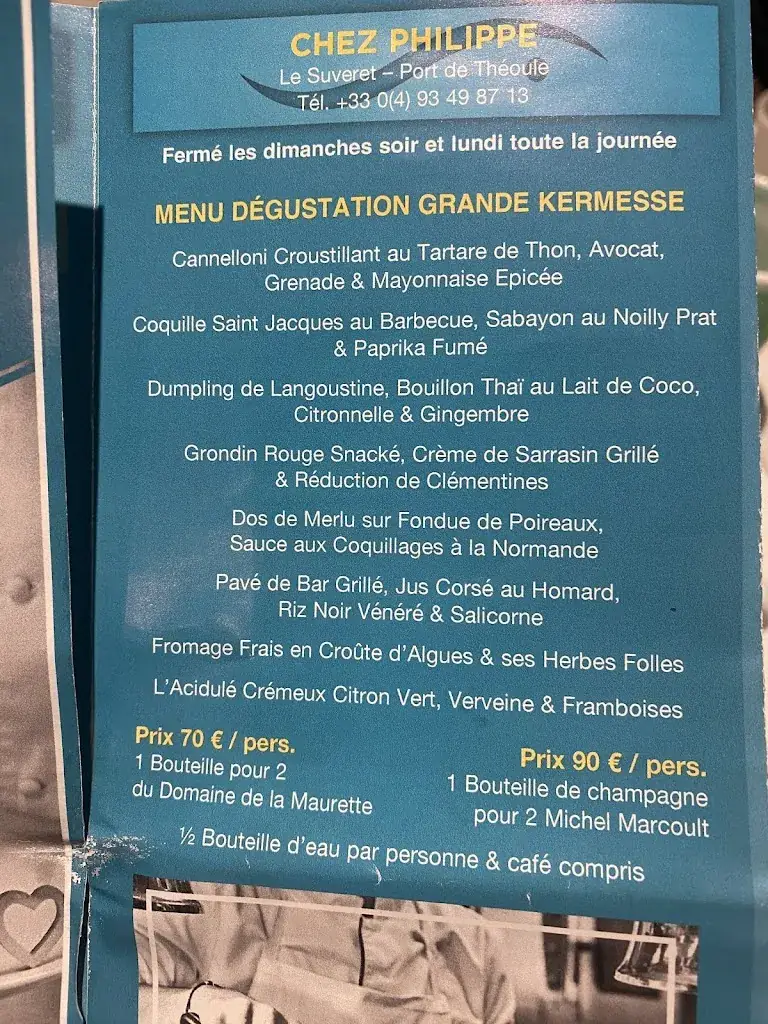 CHEZ PHILIPPE
Le Suveret – Port de Théoule
Tél. +33 0(4) 93 49 87 13
Fermé les dimanches soir et lundi toute la journée
MENU DÉGUSTATION GRANDE KERMESSE
Cannelloni Croustillant au Tartare de Thon, Avocat,
Grenade & Mayonnaise Epicée
Coquille Saint Jacques au Barbecue, Sabayon au Noilly Prat
& Paprika Fumé
Dumpling de Langoustine, Bouillon Thaï au Lait de Coco,
Citronnelle & Gingembre
Grondin Rouge Snacké, Crème de Sarrasin Grillé
& Réduction de Clémentines
Dos de Merlu sur Fondue de Poireaux,
Sauce aux Coquillages à la Normande
Pavé de Bar Grillé, Jus Corsé au Homard,
Riz Noir Vénéré & Salicorne
Fromage Frais en Croûte d'Algues & ses Herbes Folles
L'Acidulé Crémeux Citron Vert, Verveine & Framboises
Prix 70 € / pers.
1 Bouteille pour 2
du Domaine de la Maurette
Prix 90 € / pers.
1 Bouteille de champagne
pour 2 Michel Marcoult
½ Bouteille d'eau par personne & café compris